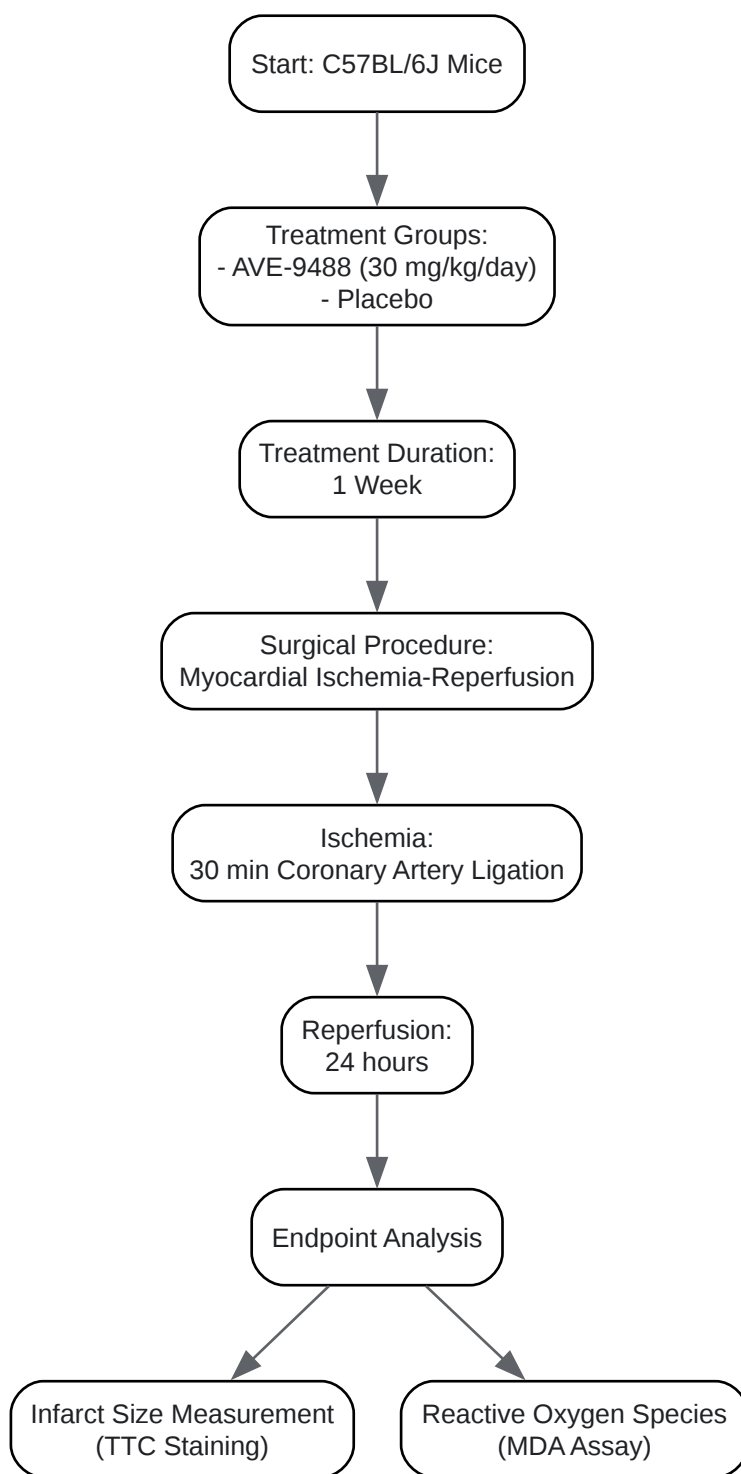 Start: C57BL/6J Mice
Treatment Groups:
- AVE-9488 (30 mg/kg/day)
- Placebo
Treatment Duration:
1 Week
Surgical Procedure:
Myocardial Ischemia-Reperfusion
Ischemia:
30 min Coronary Artery Ligation
Reperfusion:
24 hours
Endpoint Analysis
Infarct Size Measurement
(TTC Staining)
Reactive Oxygen Species
(MDA Assay)